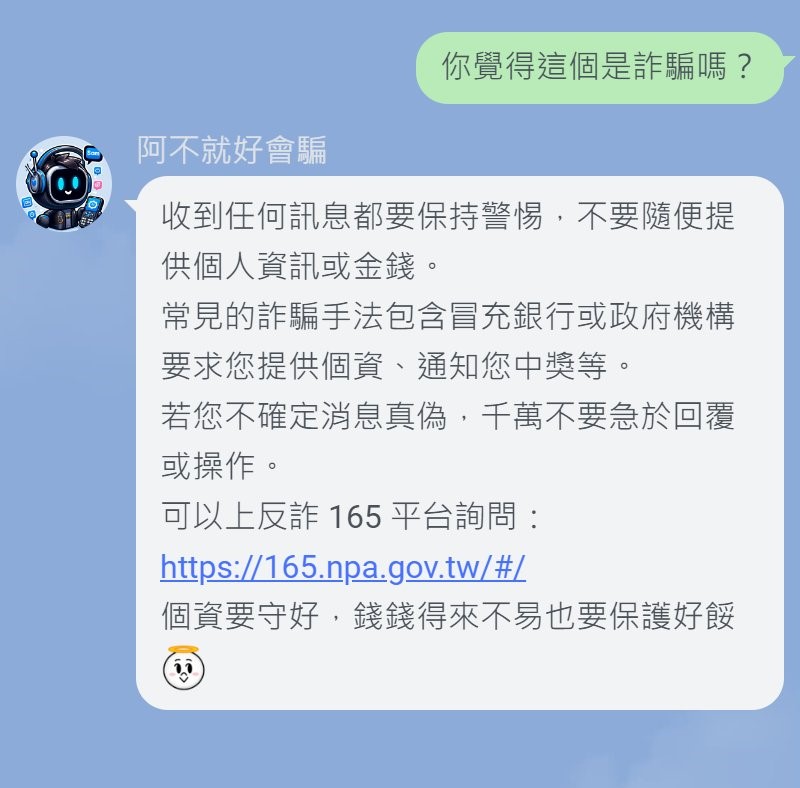 你覺得這個是詐騙嗎？
阿不就好會騙
收到任何訊息都要保持警惕，不要隨便提
供個人資訊或金錢。
常見的詐騙手法包含冒充銀行或政府機構
要求您提供個資、通知您中獎等。
若您不確定消息真偽，千萬不要急於回覆
或操作。
可以上反詐 165 平台詢問：
https://165.npa.gov.tw/#/
個資要守好，錢錢得來不易也要保護好餒